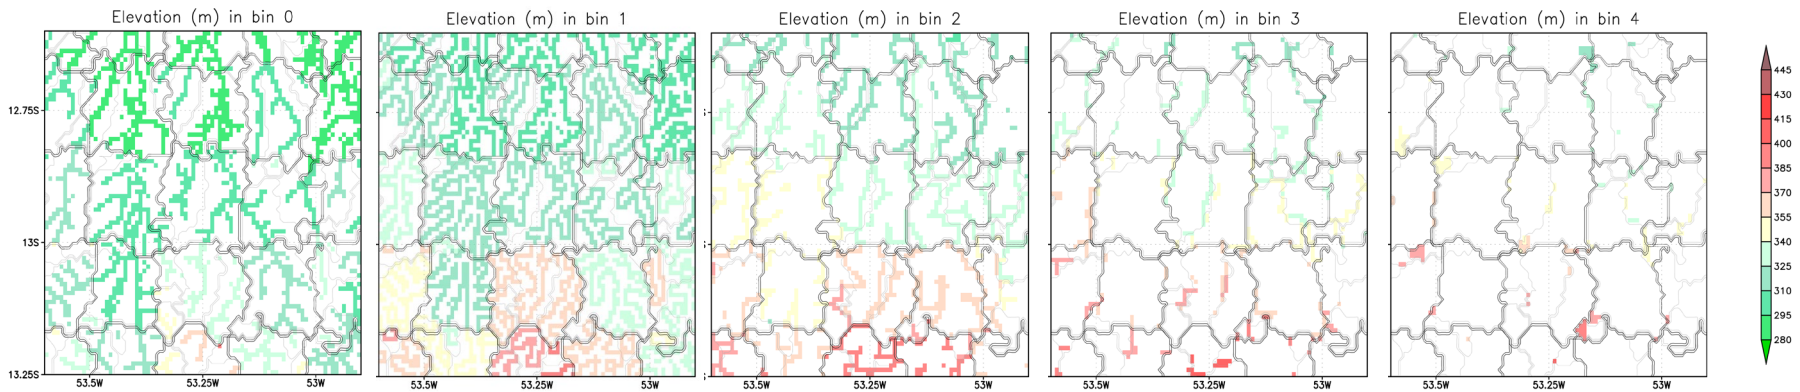 Elevation (m) in bin 0
Elevation (m) in bin 1
Elevation (m) in bin 2
Elevation (m) in bin 3
Elevation (m) in bin 4
12.75S
13S
13.25S
53.5W 53.25W 53W
53.5W 53.25W 53W
53.5W 53.25W 53W
53.5W 53.25W 53W
53.5W 53.25W 53W
445
430
415
400
385
370
355
340
325
310
295
280